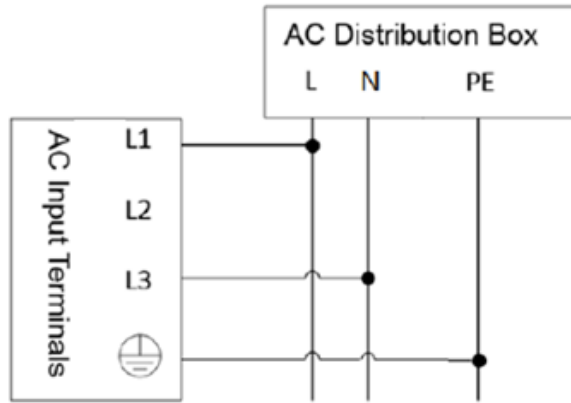 AC Distribution Box
L N PE
AC Input Terminals
L1
L2
L3